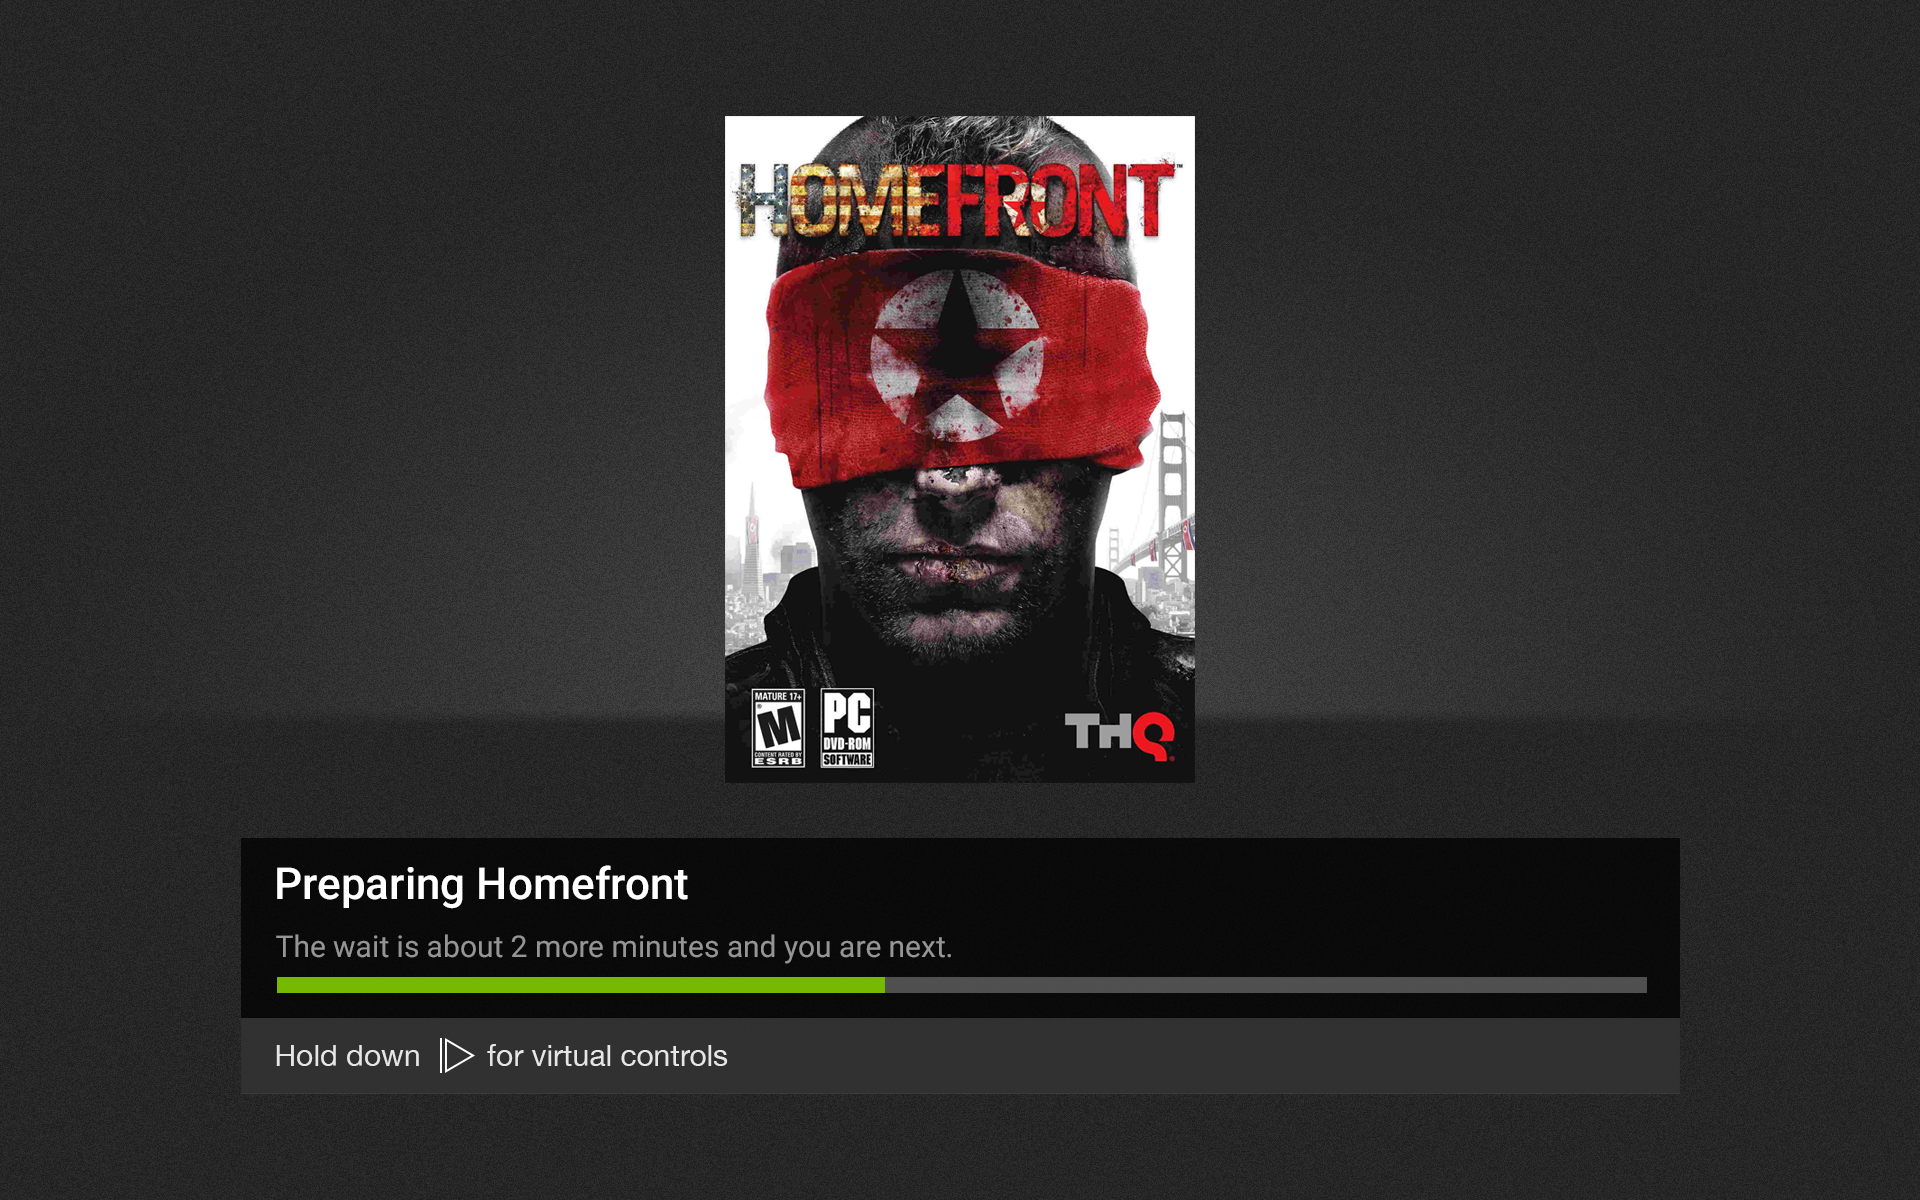 HOMEFRONT™
MATURE 17+
M
CONTENT RATED BY
ESRB
PC
DVD-ROM
SOFTWARE
THQ
Preparing Homefront
The wait is about 2 more minutes and you are next.
Hold down for virtual controls